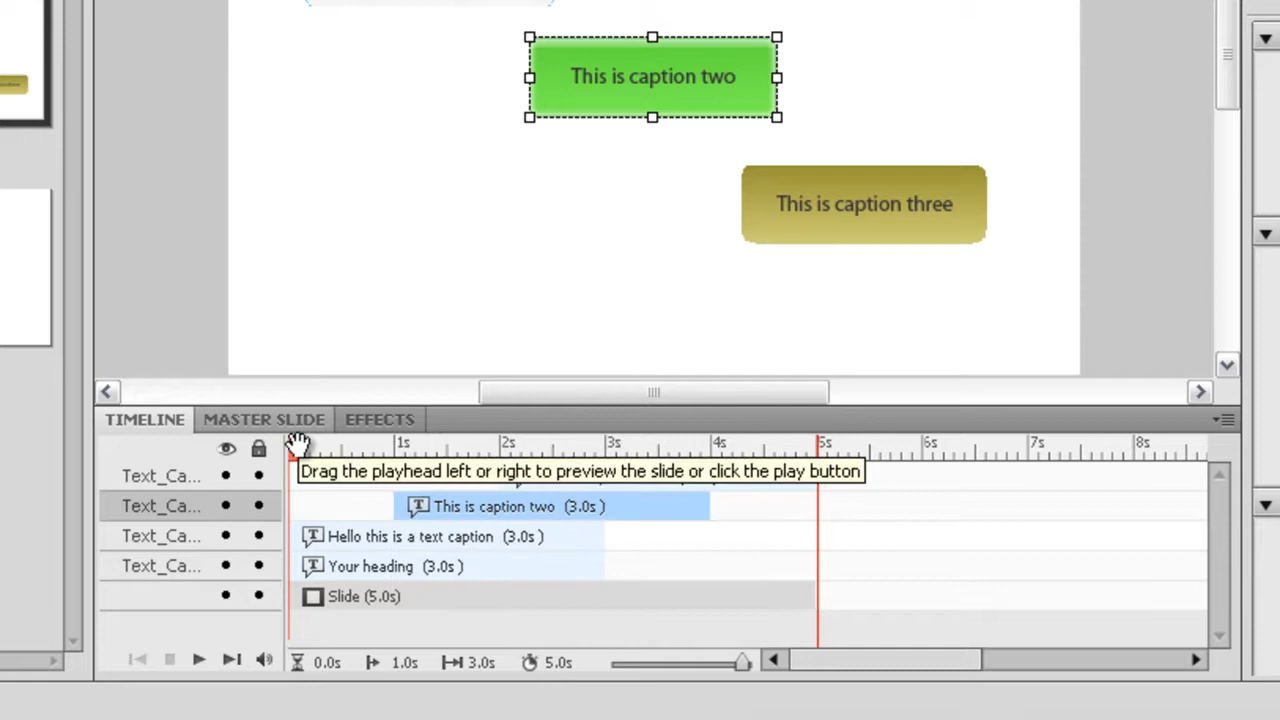 This is caption two
This is caption three
TIMELINE MASTER SLIDE EFFECTS
1s 2s 3s 4s 5s 6s 7s 8s
Drag the playhead left or right to preview the slide or click the play button
Text_Ca...
Text_Ca... This is caption two (3.0s )
Text_Ca... Hello this is a text caption (3.0s )
Text_Ca... Your heading (3.0s )
Slide (5.0s)
0.0s 1.0s 3.0s 5.0s